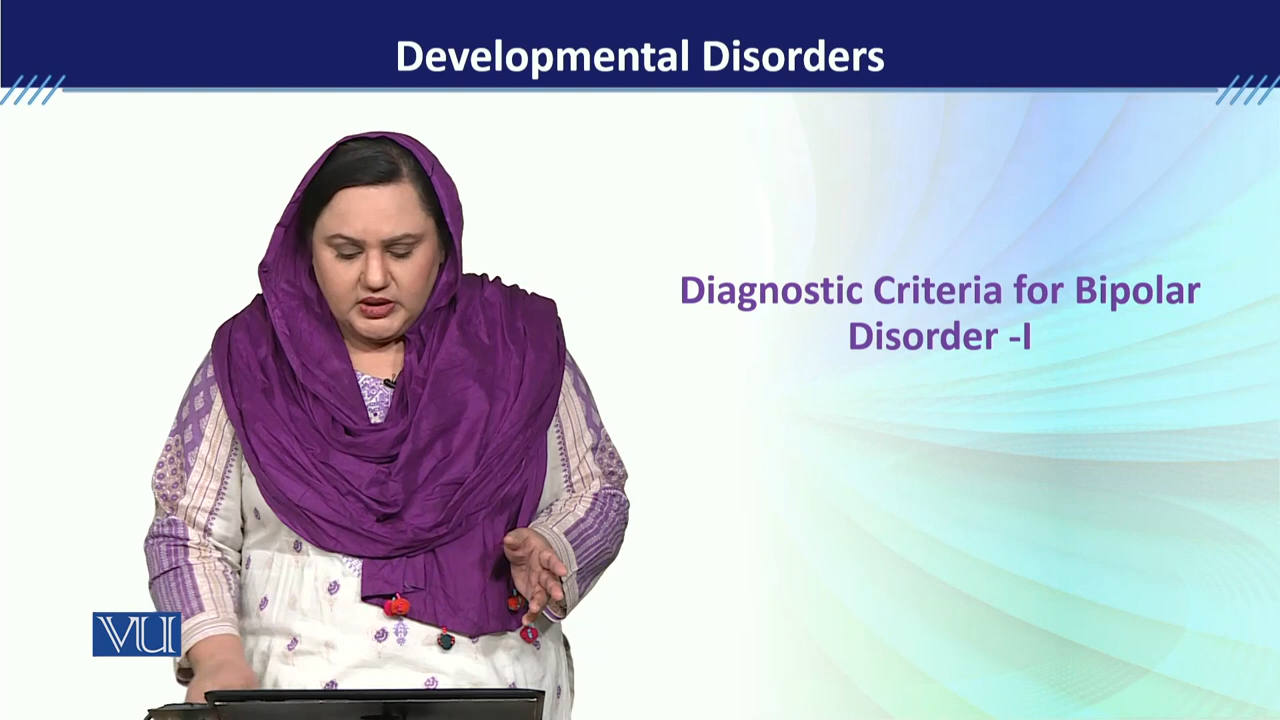 Developmental Disorders
Diagnostic Criteria for Bipolar
Disorder -I
VU